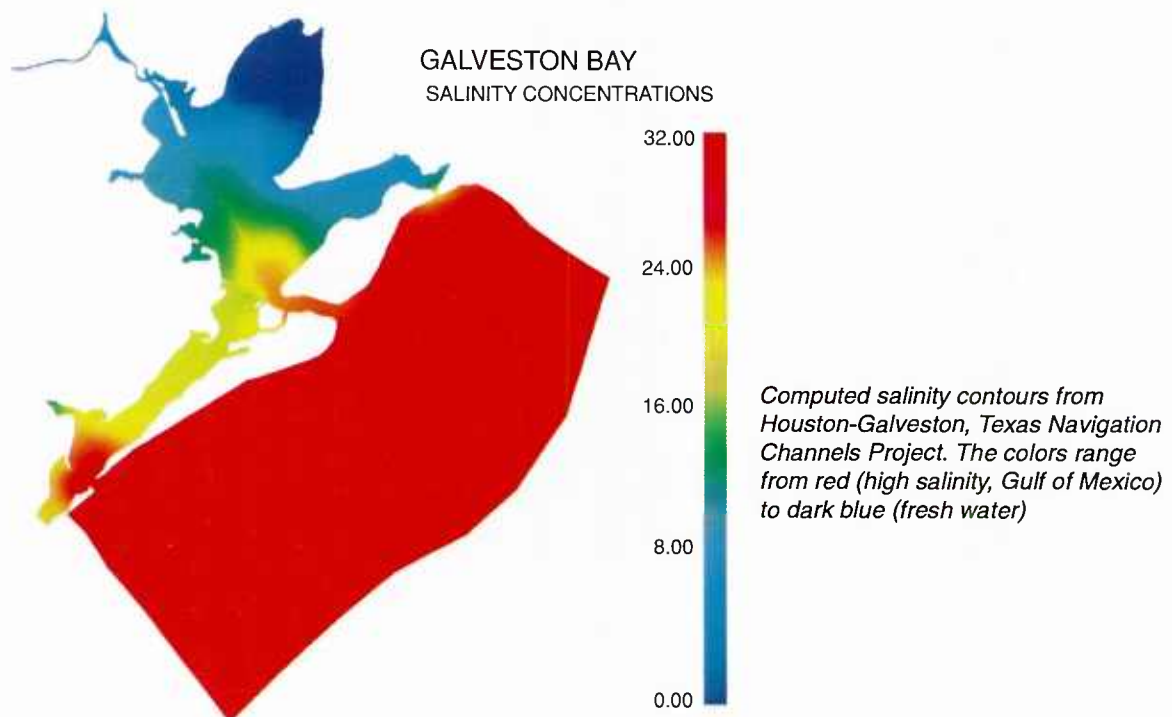 GALVESTON BAY
SALINITY CONCENTRATIONS
32.00
24.00
16.00
8.00
0.00
Computed salinity contours from
Houston-Galveston, Texas Navigation
Channels Project. The colors range
from red (high salinity, Gulf of Mexico)
to dark blue (fresh water)